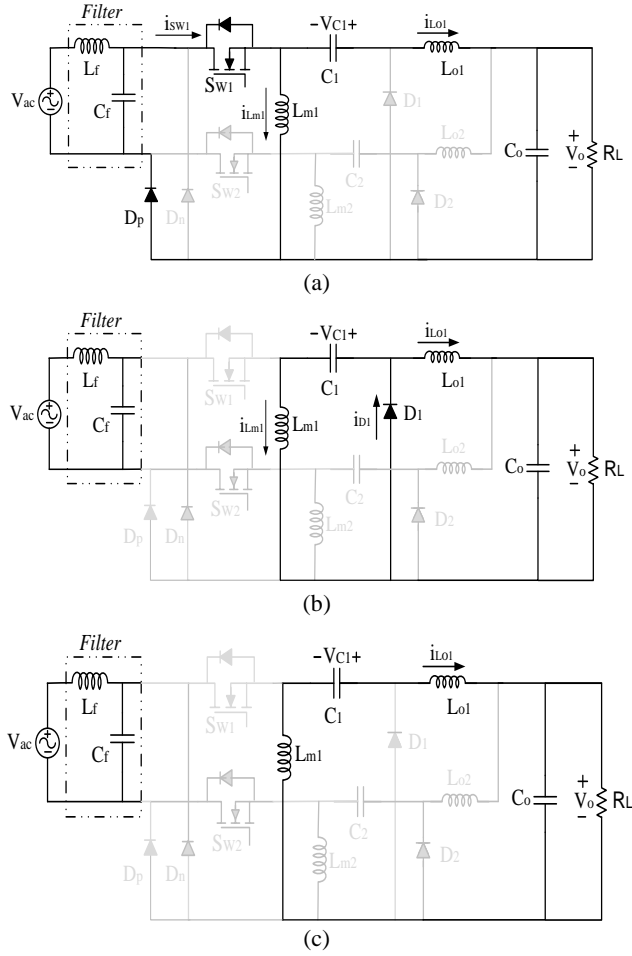 Filter
iSW1
-VC1+
iLo1
Lf
SW1
C1
Lo1
Vac
Cf
iLm1
Lm1
D1
Lo2
SW2
C2
Co
+
Vo
-
RL
Dp
Dn
Lm2
D2
(a)
Filter
-VC1+
iLo1
Lf
SW1
C1
Lo1
Vac
Cf
iLm1
Lm1
iD1
D1
Lo2
SW2
C2
Co
+
Vo
-
RL
Dp
Dn
Lm2
D2
(b)
Filter
-VC1+
iLo1
Lf
SW1
C1
Lo1
Vac
Cf
Lm1
D1
Lo2
SW2
C2
Co
+
Vo
-
RL
Dp
Dn
Lm2
D2
(c)